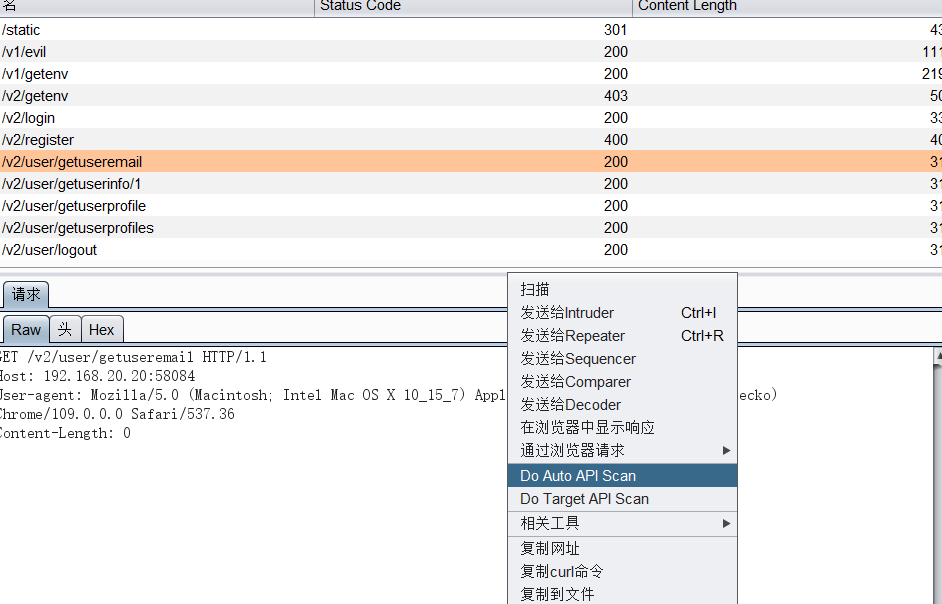 名 Status Code Content Length
/static 301 43
/v1/evil 200 111
/v1/getenv 200 219
/v2/getenv 403 50
/v2/login 200 33
/v2/register 400 40
/v2/user/getuseremail 200 31
/v2/user/getuserinfo/1 200 31
/v2/user/getuserprofile 200 31
/v2/user/getuserprofiles 200 31
/v2/user/logout 200 31
请求
Raw 头 Hex
GET /v2/user/getuseremail HTTP/1.1
Host: 192.168.20.20:58084
User-agent: Mozilla/5.0 (Macintosh; Intel Mac OS X 10_15_7) Appl ecko)
Chrome/109.0.0.0 Safari/537.36
Content-Length: 0
扫描
发送给Intruder Ctrl+I
发送给Repeater Ctrl+R
发送给Sequencer
发送给Comparer
发送给Decoder
在浏览器中显示响应
通过浏览器请求
Do Auto API Scan
Do Target API Scan
相关工具
复制网址
复制curl命令
复制到文件